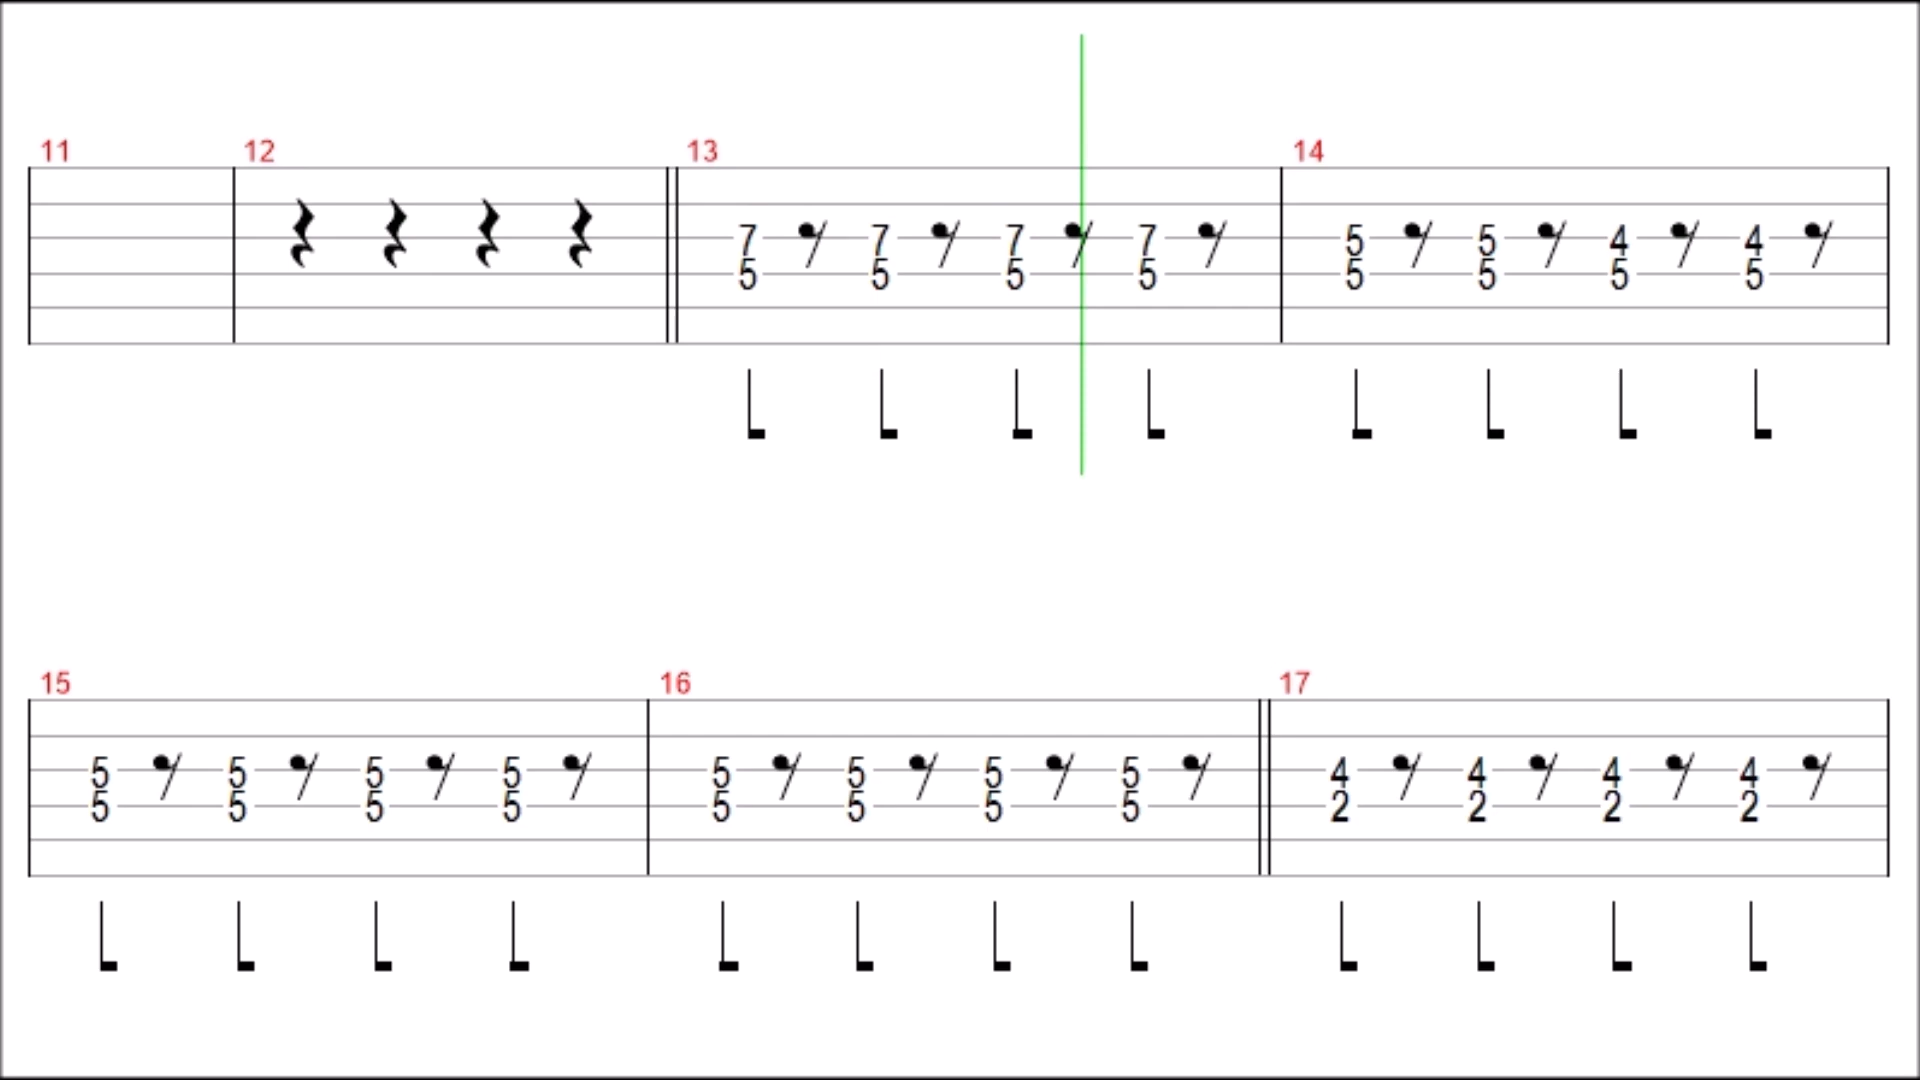 11 12 13 14
7 7 7 7 5 5 4 4
5 5 5 5 5 5 5 5
15 16 17
5 5 5 5 5 5 5 5 4 4 4 4
5 5 5 5 5 5 5 5 2 2 2 2